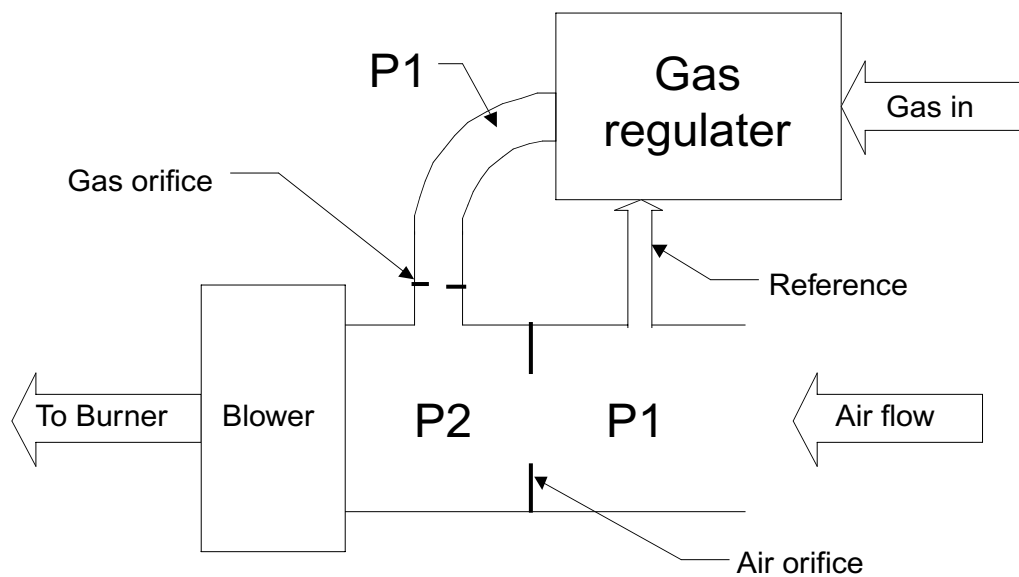 P1
Gas
regulater
Gas in
Gas orifice
Reference
To Burner
Blower
P2
P1
Air flow
Air orifice